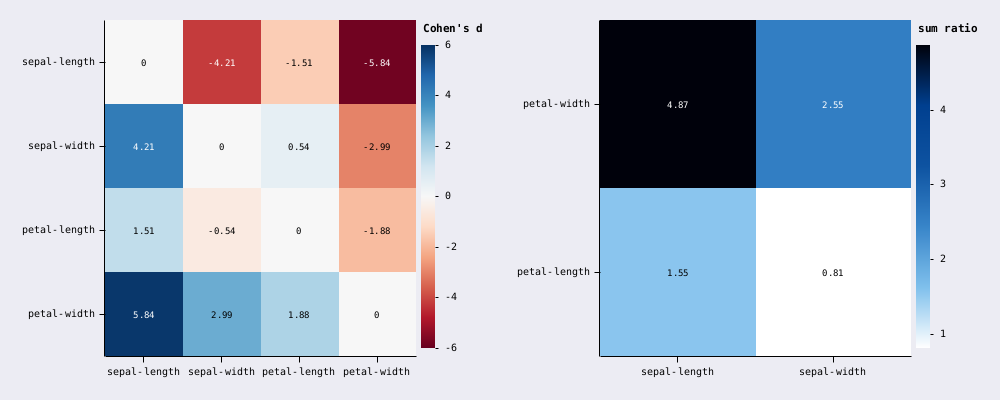 Cohen's d
sepal-length 0 -4.21 -1.51 -5.84
sepal-width 4.21 0 0.54 -2.99
petal-length 1.51 -0.54 0 -1.88
petal-width 5.84 2.99 1.88 0
sepal-length sepal-width petal-length petal-width
6
4
2
0
-2
-4
-6
sum ratio
petal-width 4.87 2.55
petal-length 1.55 0.81
sepal-length sepal-width
4
3
2
1